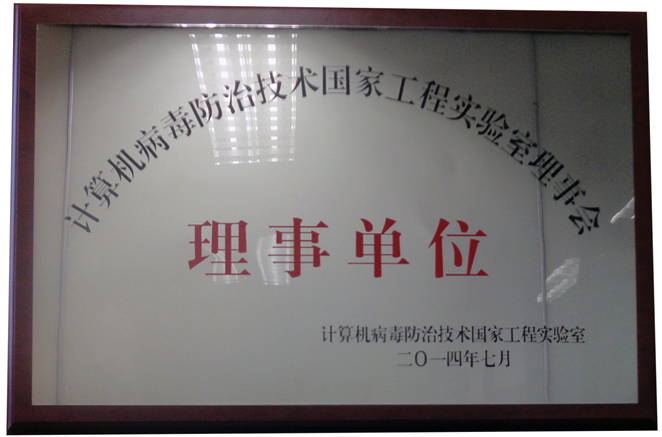 计算机病毒防治技术国家工程实验室理事会
理事单位
计算机病毒防治技术国家工程实验室
二〇一四年七月